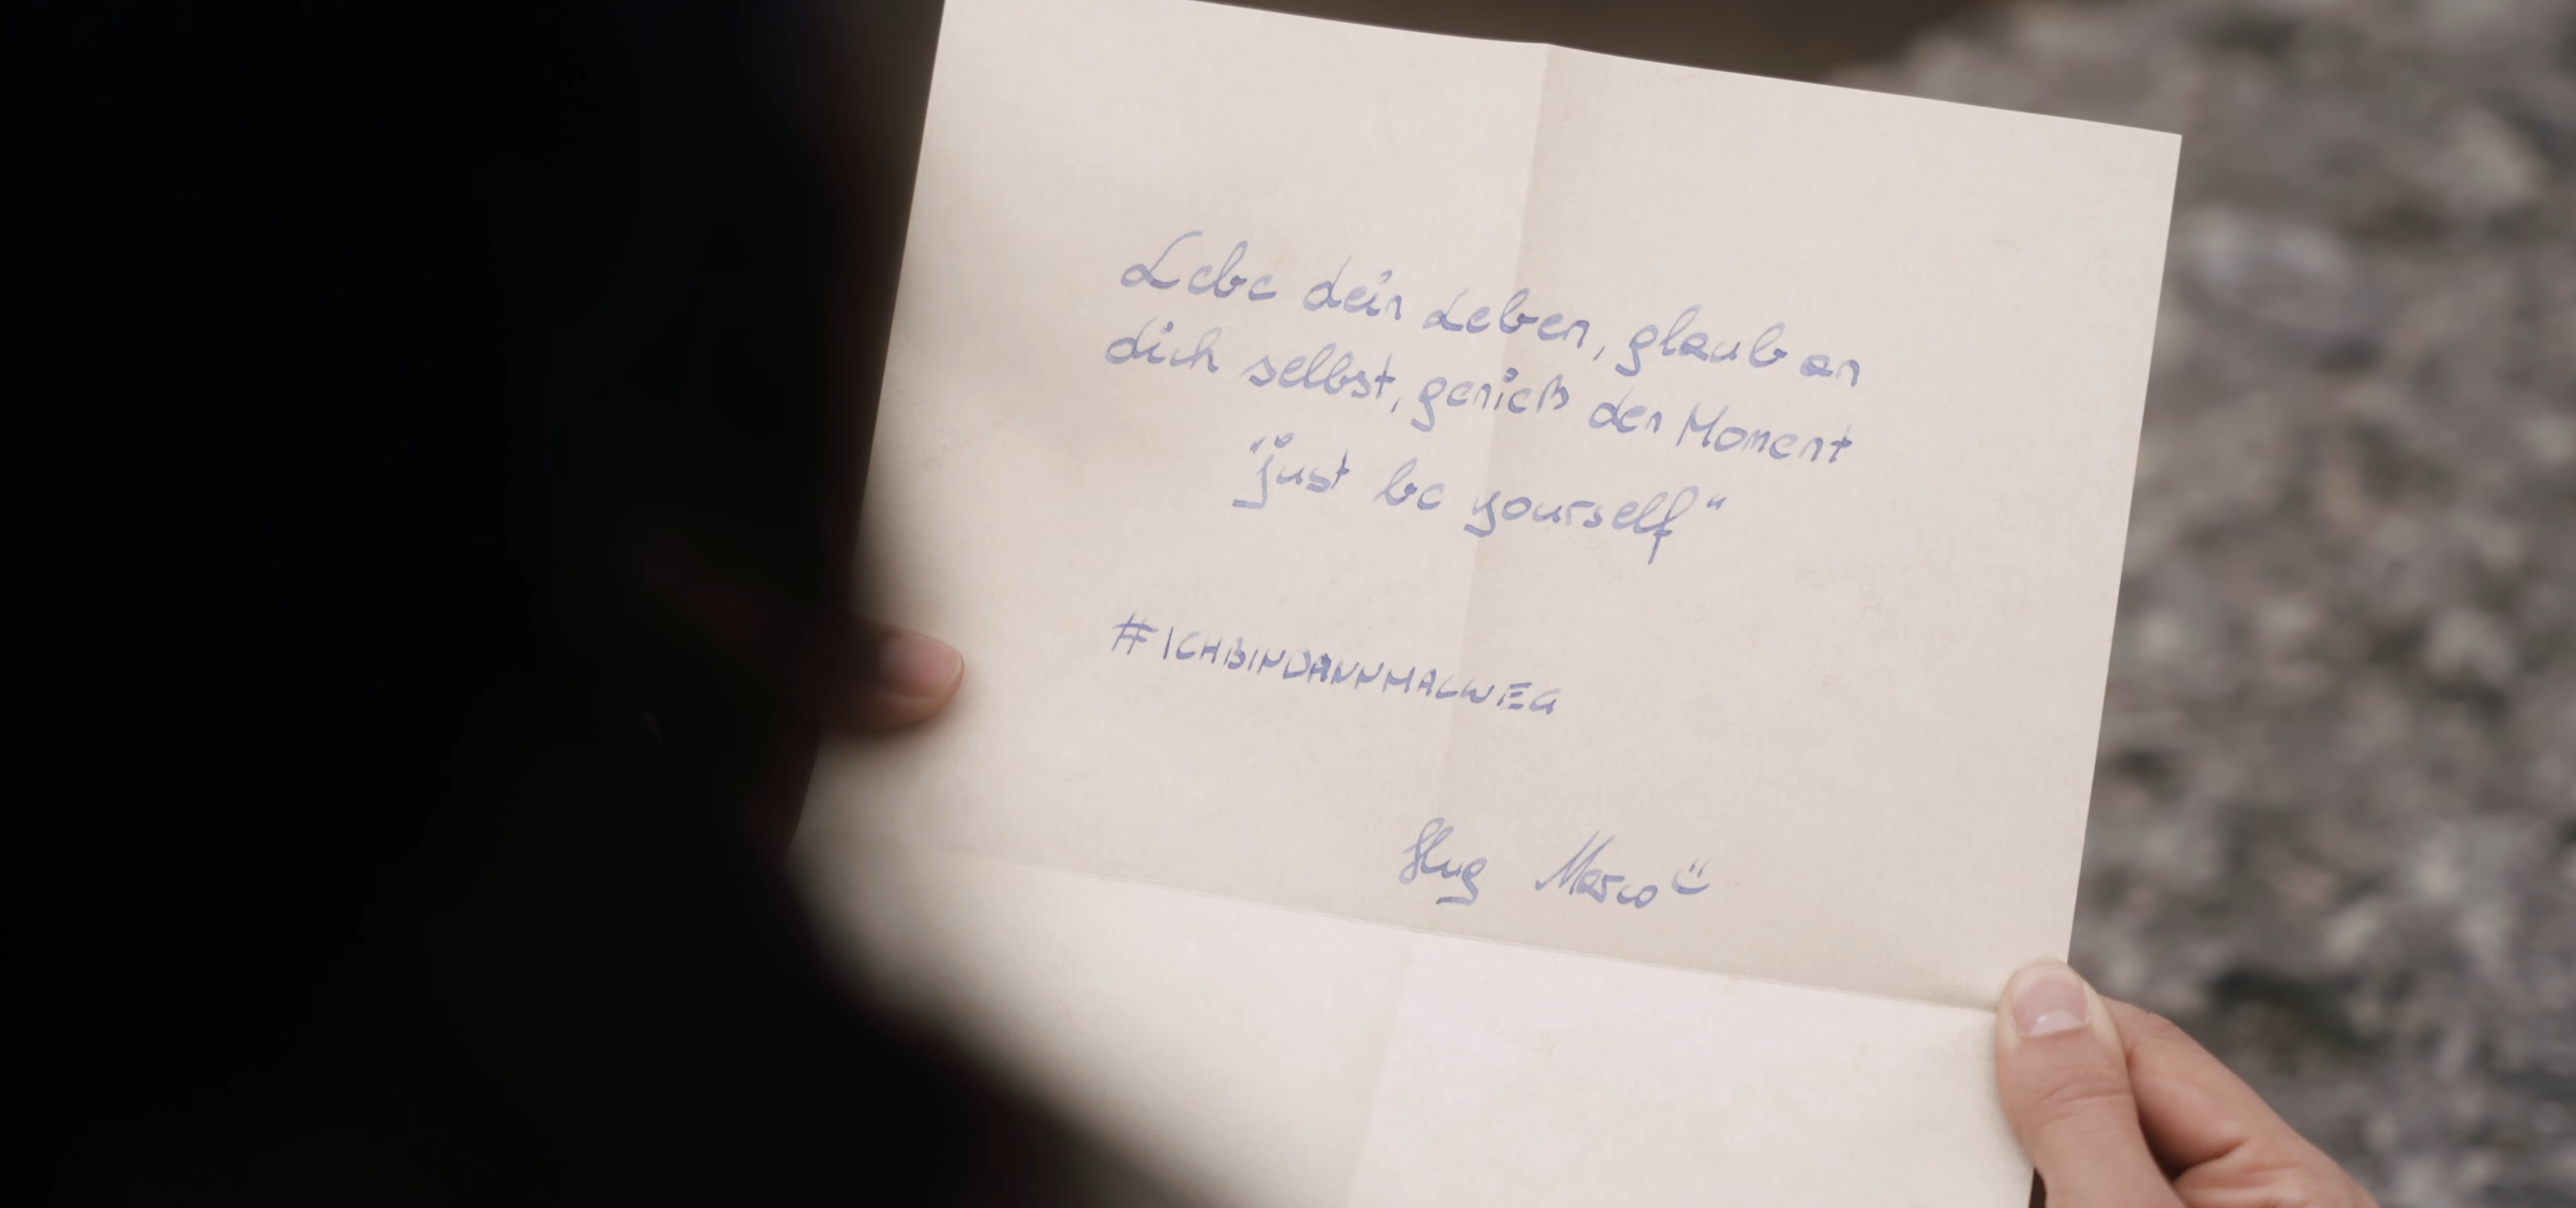 Lebe dein Leben, glaub an
dich selbst, genieß den Moment
"just be yourself"
#ICHBINDANNMALWEG
Hug Marco